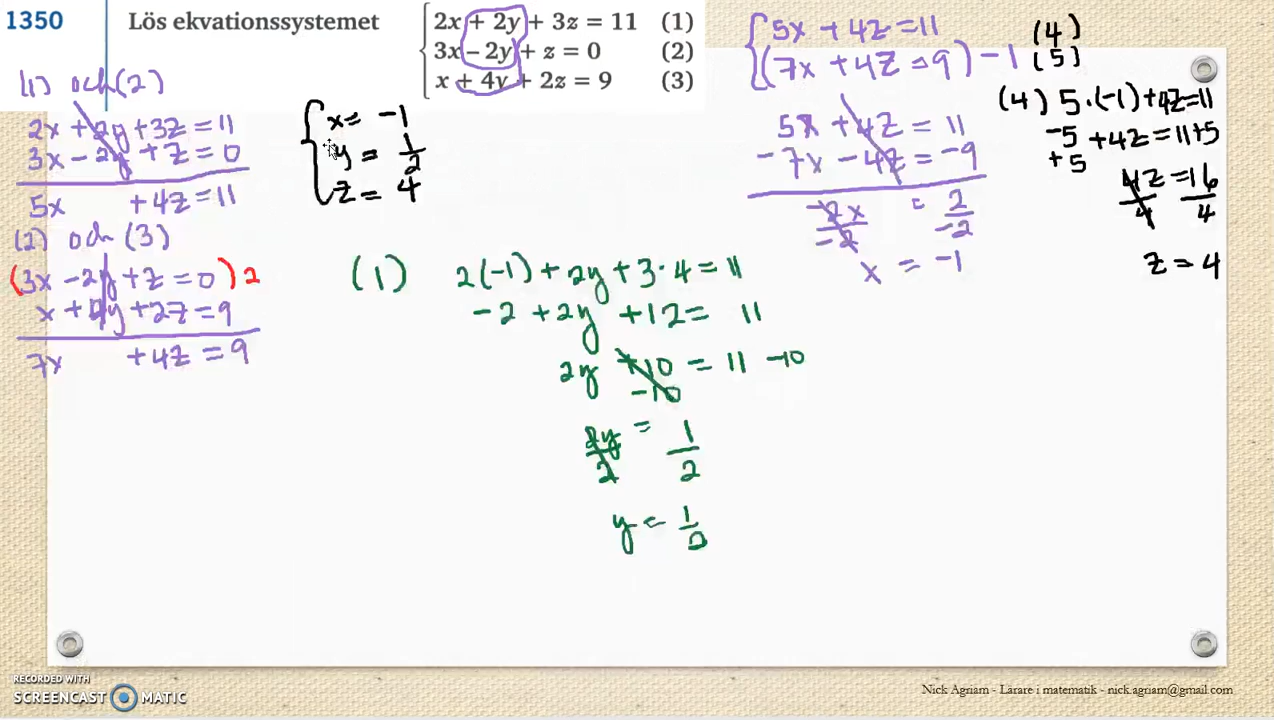 1350 Lös ekvationssystemet
2x + 2y + 3z = 11 (1)
3x - 2y + z = 0 (2)
x + 4y + 2z = 9 (3)
(1) och (2)
2x + 2y + 3z = 11
3x - 2y + z = 0
5x + 4z = 11
(2) och (3)
(3x - 2y + z = 0) 2
x + 4y + 2z = 9
7x + 4z = 9
x = -1
y = 1/2
z = 4
5x + 4z = 11 (4)
(7x + 4z = 9) -1 (5)
5x + 4z = 11
-7x - 4z = -9
-2x/-2 = 2/-2
x = -1
(4) 5·(-1) + 4z = 11
-5 + 4z = 11 + 5
+5
4z/4 = 16/4
z = 4
(1) 2(-1) + 2y + 3·4 = 11
-2 + 2y + 12 = 11
2y + 10 = 11 - 10
-10
2y/2 = 1/2
y = 1/2
RECORDED WITH
SCREENCAST MATIC
Nick Agriam - Lärare i matematik - nick.agriam@gmail.com